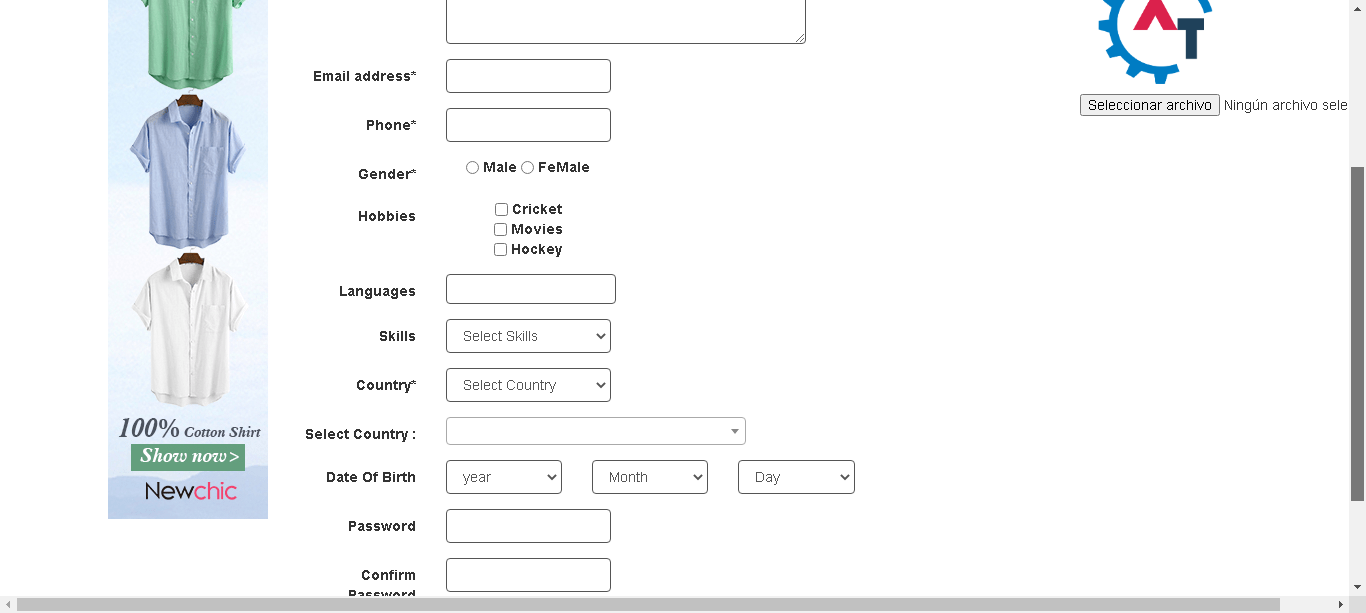 AT
Seleccionar archivo Ningún archivo sele
Email address*
Phone*
Gender* Male FeMale
Hobbies
Cricket
Movies
Hockey
Languages
Skills Select Skills
Country* Select Country
Select Country :
Date Of Birth year Month Day
Password
Confirm
Password
100% Cotton Shirt
Show now >
Newchic